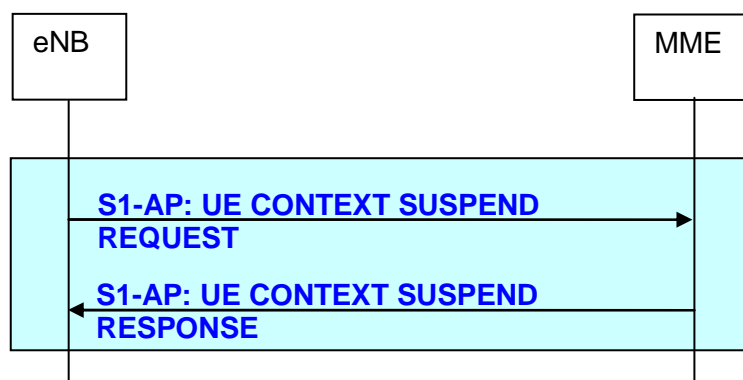 eNB
MME
S1-AP: UE CONTEXT SUSPEND
REQUEST
S1-AP: UE CONTEXT SUSPEND
RESPONSE